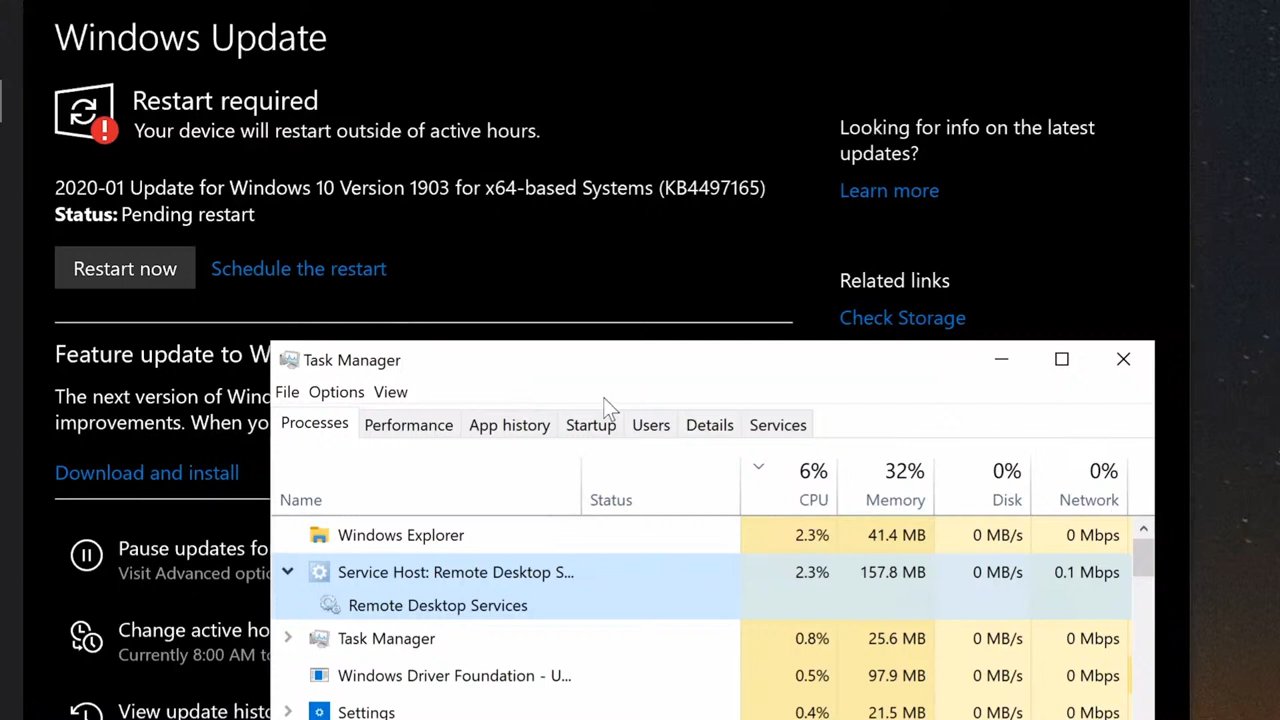 Windows Update
Restart required
Your device will restart outside of active hours.
2020-01 Update for Windows 10 Version 1903 for x64-based Systems (KB4497165)
Status: Pending restart
Restart now
Schedule the restart
Looking for info on the latest
updates?
Learn more
Related links
Check Storage
Feature update to W
The next version of Wind
improvements. When you
Download and install
Pause updates fo
Visit Advanced optio
Change active ho
Currently 8:00 AM to
View update histo
Task Manager
File Options View
Processes Performance App history Startup Users Details Services
6% 32% 0% 0%
Name Status CPU Memory Disk Network
Windows Explorer 2.3% 41.4 MB 0 MB/s 0 Mbps
Service Host: Remote Desktop S... 2.3% 157.8 MB 0 MB/s 0.1 Mbps
Remote Desktop Services
Task Manager 0.8% 25.6 MB 0 MB/s 0 Mbps
Windows Driver Foundation - U... 0.5% 97.9 MB 0 MB/s 0 Mbps
Settings 0.4% 21.5 MB 0 MB/s 0 Mbps